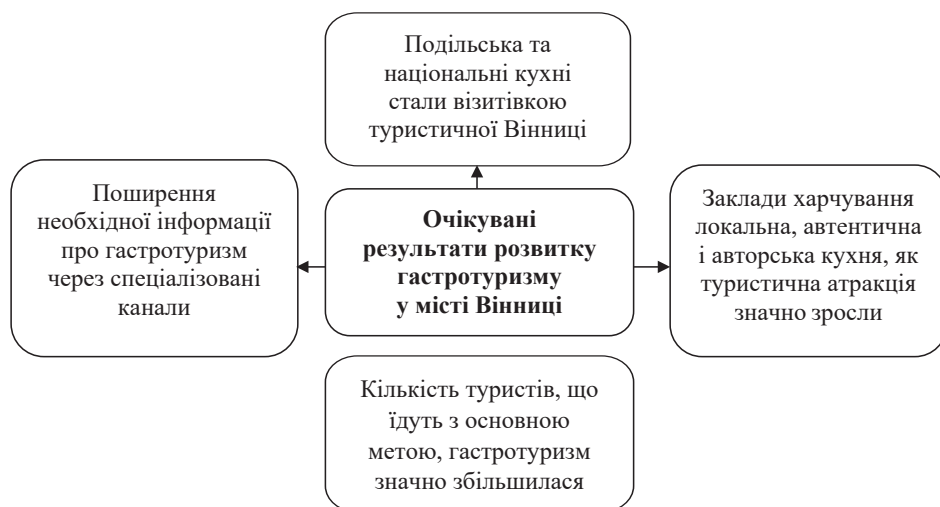 Подільська та
національні кухні
стали візитівкою
туристичної Вінниці
Поширення
необхідної інформації
про гастротуризм
через спеціалізовані
канали
Очікувані
результати розвитку
гастротуризму
у місті Вінниці
Заклади харчування
локальна, автентична
і авторська кухня, як
туристична атракція
значно зросли
Кількість туристів, що
їдуть з основною
метою, гастротуризм
значно збільшилася